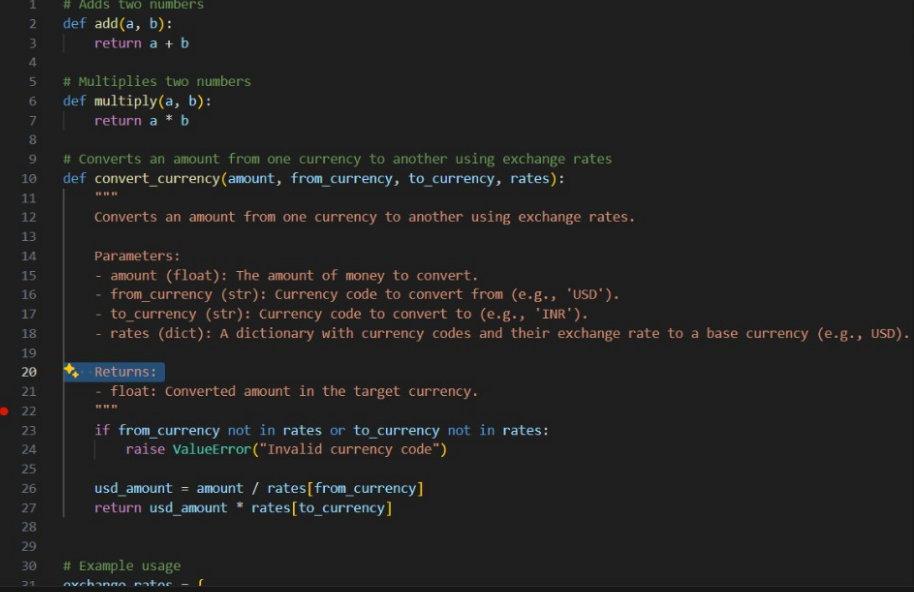 1 # Adds two numbers
2 def add(a, b):
3     return a + b
4
5 # Multiplies two numbers
6 def multiply(a, b):
7     return a * b
8
9 # Converts an amount from one currency to another using exchange rates
10 def convert_currency(amount, from_currency, to_currency, rates):
11     """
12     Converts an amount from one currency to another using exchange rates.
13
14     Parameters:
15     - amount (float): The amount of money to convert.
16     - from_currency (str): Currency code to convert from (e.g., 'USD').
17     - to_currency (str): Currency code to convert to (e.g., 'INR').
18     - rates (dict): A dictionary with currency codes and their exchange rate to a base currency (e.g., USD).
19
20     Returns:
21     - float: Converted amount in the target currency.
22     """
23     if from_currency not in rates or to_currency not in rates:
24         raise ValueError("Invalid currency code")
25
26     usd_amount = amount / rates[from_currency]
27     return usd_amount * rates[to_currency]
28
29
30 # Example usage
31 exchange_rates = {